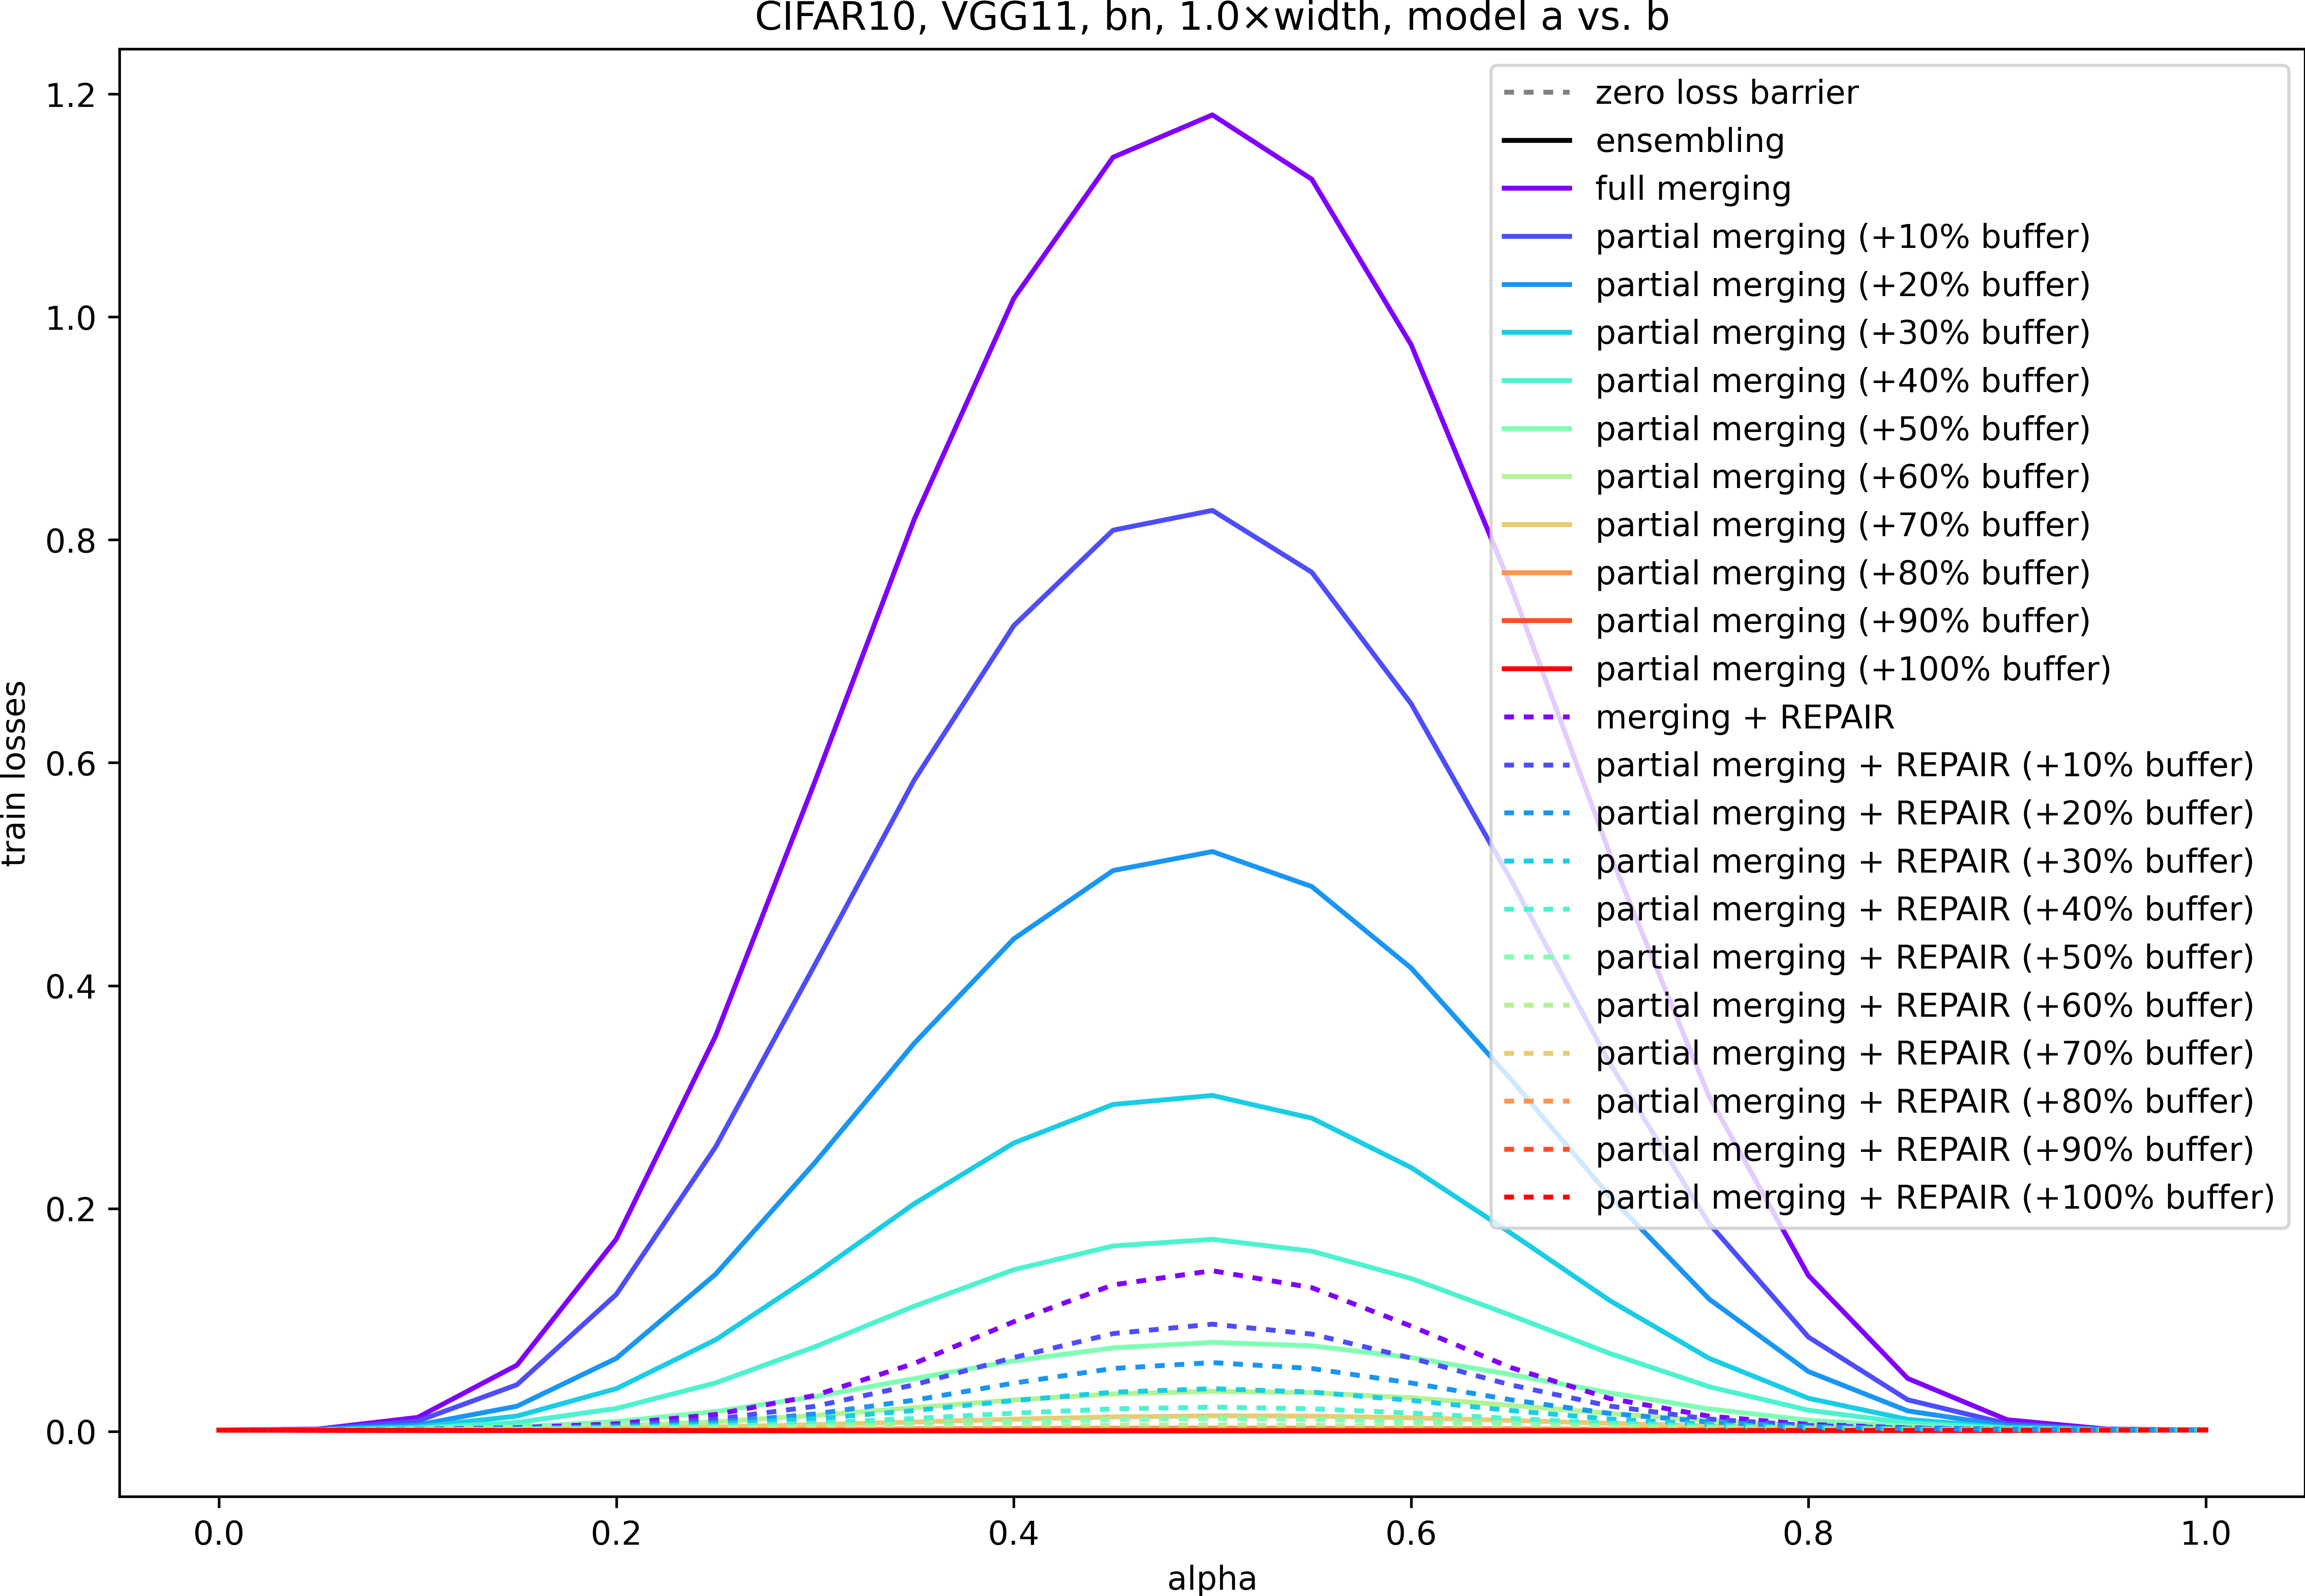 CIFAR10, VGG11, bn, 1.0×width, model a vs. b
train losses
1.2
1.0
0.8
0.6
0.4
0.2
0.0
zero loss barrier
ensembling
full merging
partial merging (+10% buffer)
partial merging (+20% buffer)
partial merging (+30% buffer)
partial merging (+40% buffer)
partial merging (+50% buffer)
partial merging (+60% buffer)
partial merging (+70% buffer)
partial merging (+80% buffer)
partial merging (+90% buffer)
partial merging (+100% buffer)
merging + REPAIR
partial merging + REPAIR (+10% buffer)
partial merging + REPAIR (+20% buffer)
partial merging + REPAIR (+30% buffer)
partial merging + REPAIR (+40% buffer)
partial merging + REPAIR (+50% buffer)
partial merging + REPAIR (+60% buffer)
partial merging + REPAIR (+70% buffer)
partial merging + REPAIR (+80% buffer)
partial merging + REPAIR (+90% buffer)
partial merging + REPAIR (+100% buffer)
0.0 0.2 0.4 0.6 0.8 1.0
alpha